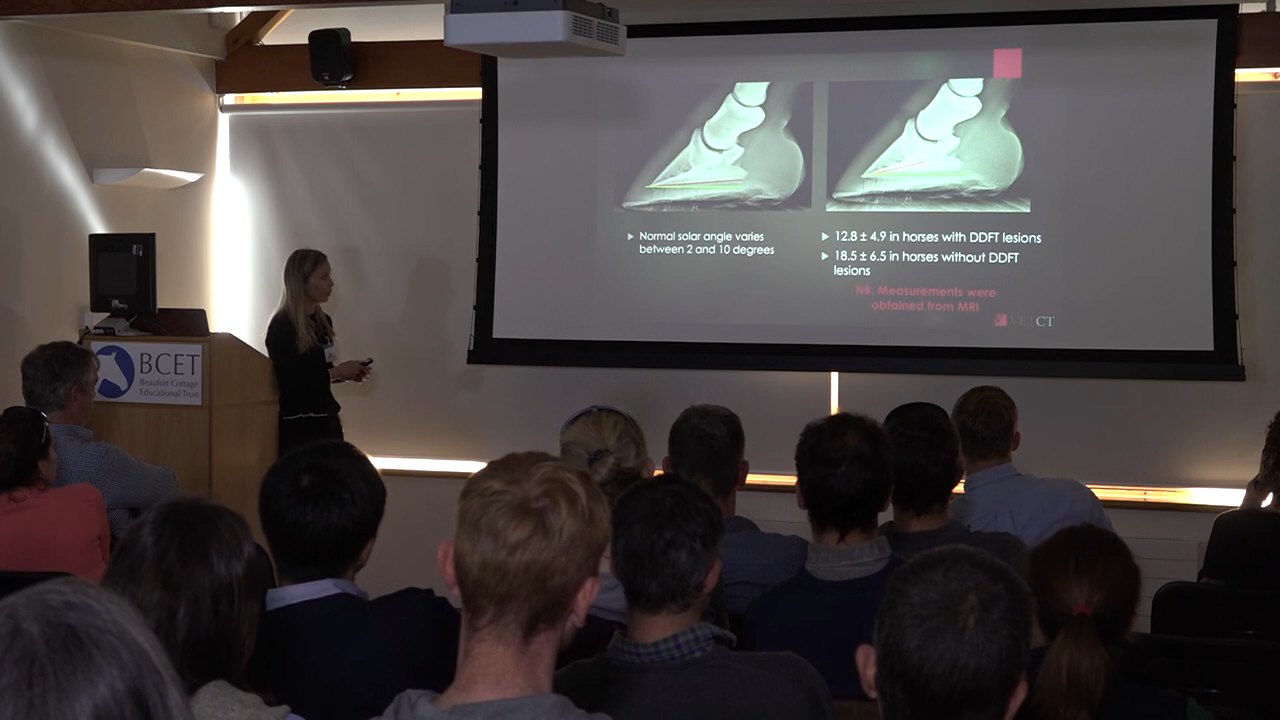 Normal solar angle varies
between 2 and 10 degrees
12.8 ± 4.9 in horses with DDFT lesions
18.5 ± 6.5 in horses without DDFT
lesions
NB. Measurements were
obtained from MRI
VETCT
BCET
Beaufort Cottage
Educational Trust